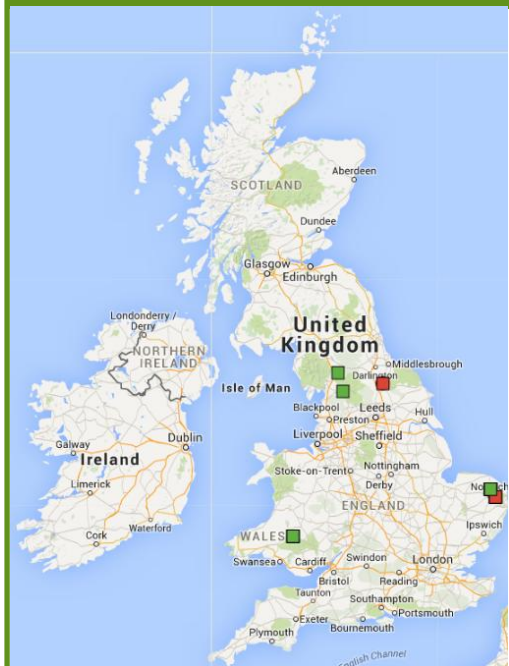 Aberdeen
SCOTLAND
Dundee
Glasgow
Edinburgh
Londonderry /
Derry
United
Kingdom
NORTHERN
IRELAND
Middlesbrough
Darlington
Isle of Man
Blackpool
Preston
Leeds
Hull
Galway
Dublin
Ireland
Liverpool
Sheffield
Limerick
Stoke-on-Trent
Nottingham
Derby
ENGLAND
Waterford
Cork
WALES
Ipswich
Swansea
Cardiff
Swindon
London
Bristol
Reading
Taunton
Southampton
Exeter
Portsmouth
Plymouth
Bournemouth
English Channel